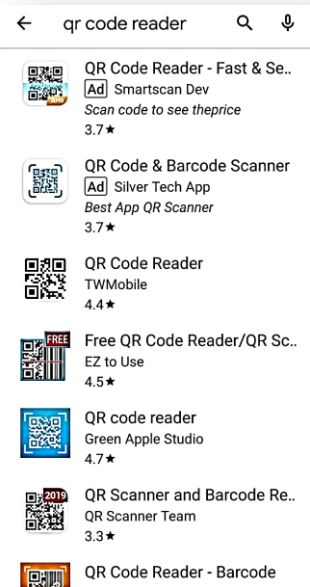 qr code reader
QR Code Reader - Fast & Se..
Ad Smartscan Dev
Scan code to see theprice
3.7★
QR Code & Barcode Scanner
Ad Silver Tech App
Best App QR Scanner
3.7★
QR Code Reader
TWMobile
4.4★
FREE
Free QR Code Reader/QR Sc..
EZ to Use
4.5★
QR code reader
Green Apple Studio
4.7★
2019
QR Scanner and Barcode Re..
QR Scanner Team
3.3★
QR Code Reader - Barcode